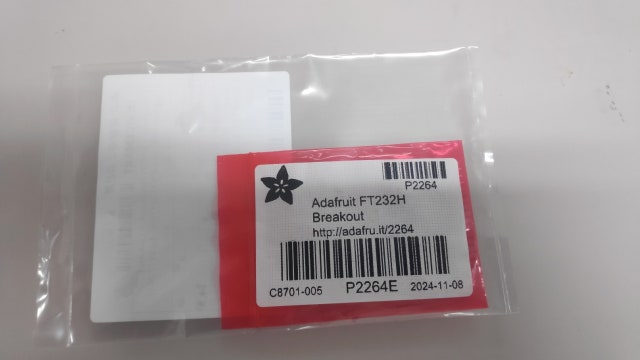 P2264
Adafruit FT232H
Breakout
http://adafru.it/2264
C8701-005 P2264E 2024-11-08